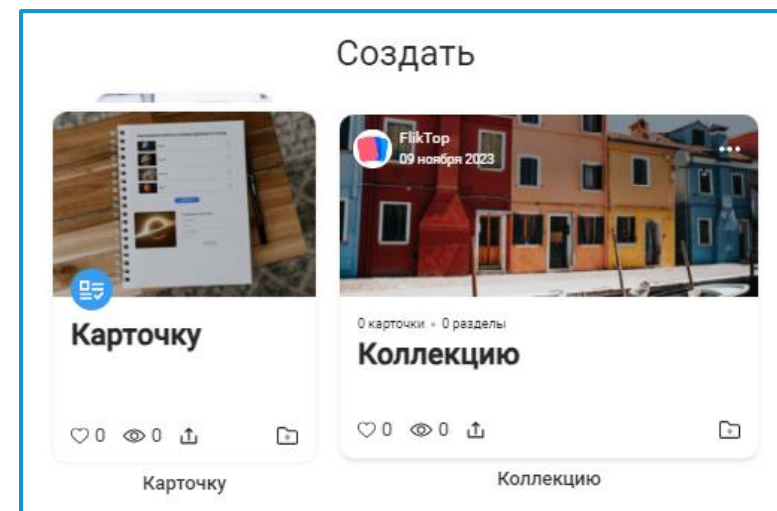 Создать
FlikTop
09 ноября 2023
Карточку
0 карточки • 0 разделы
Коллекцию
0 0
0 0
Карточку
Коллекцию